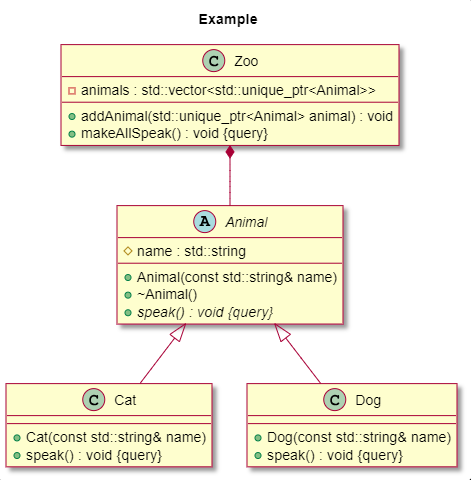 Example
C Zoo
animals : std::vector<std::unique_ptr<Animal>>
addAnimal(std::unique_ptr<Animal> animal) : void
makeAllSpeak() : void {query}
A Animal
name : std::string
Animal(const std::string& name)
~Animal()
speak() : void {query}
C Cat
Cat(const std::string& name)
speak() : void {query}
C Dog
Dog(const std::string& name)
speak() : void {query}